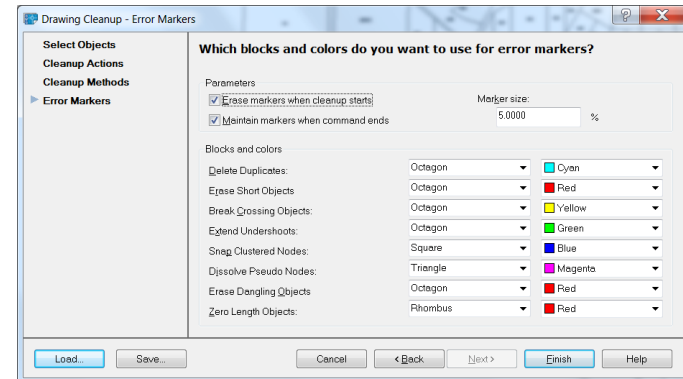 Drawing Cleanup - Error Markers
Select Objects
Cleanup Actions
Cleanup Methods
Error Markers
Which blocks and colors do you want to use for error markers?
Parameters
Erase markers when cleanup starts
Marker size:
Maintain markers when command ends
5.0000 %
Blocks and colors
Delete Duplicates: Octagon Cyan
Erase Short Objects Octagon Red
Break Crossing Objects: Octagon Yellow
Extend Undershoots: Octagon Green
Snap Clustered Nodes: Square Blue
Dissolve Pseudo Nodes: Triangle Magenta
Erase Dangling Objects Octagon Red
Zero Length Objects: Rhombus Red
Load... Save... Cancel < Back Next > Finish Help